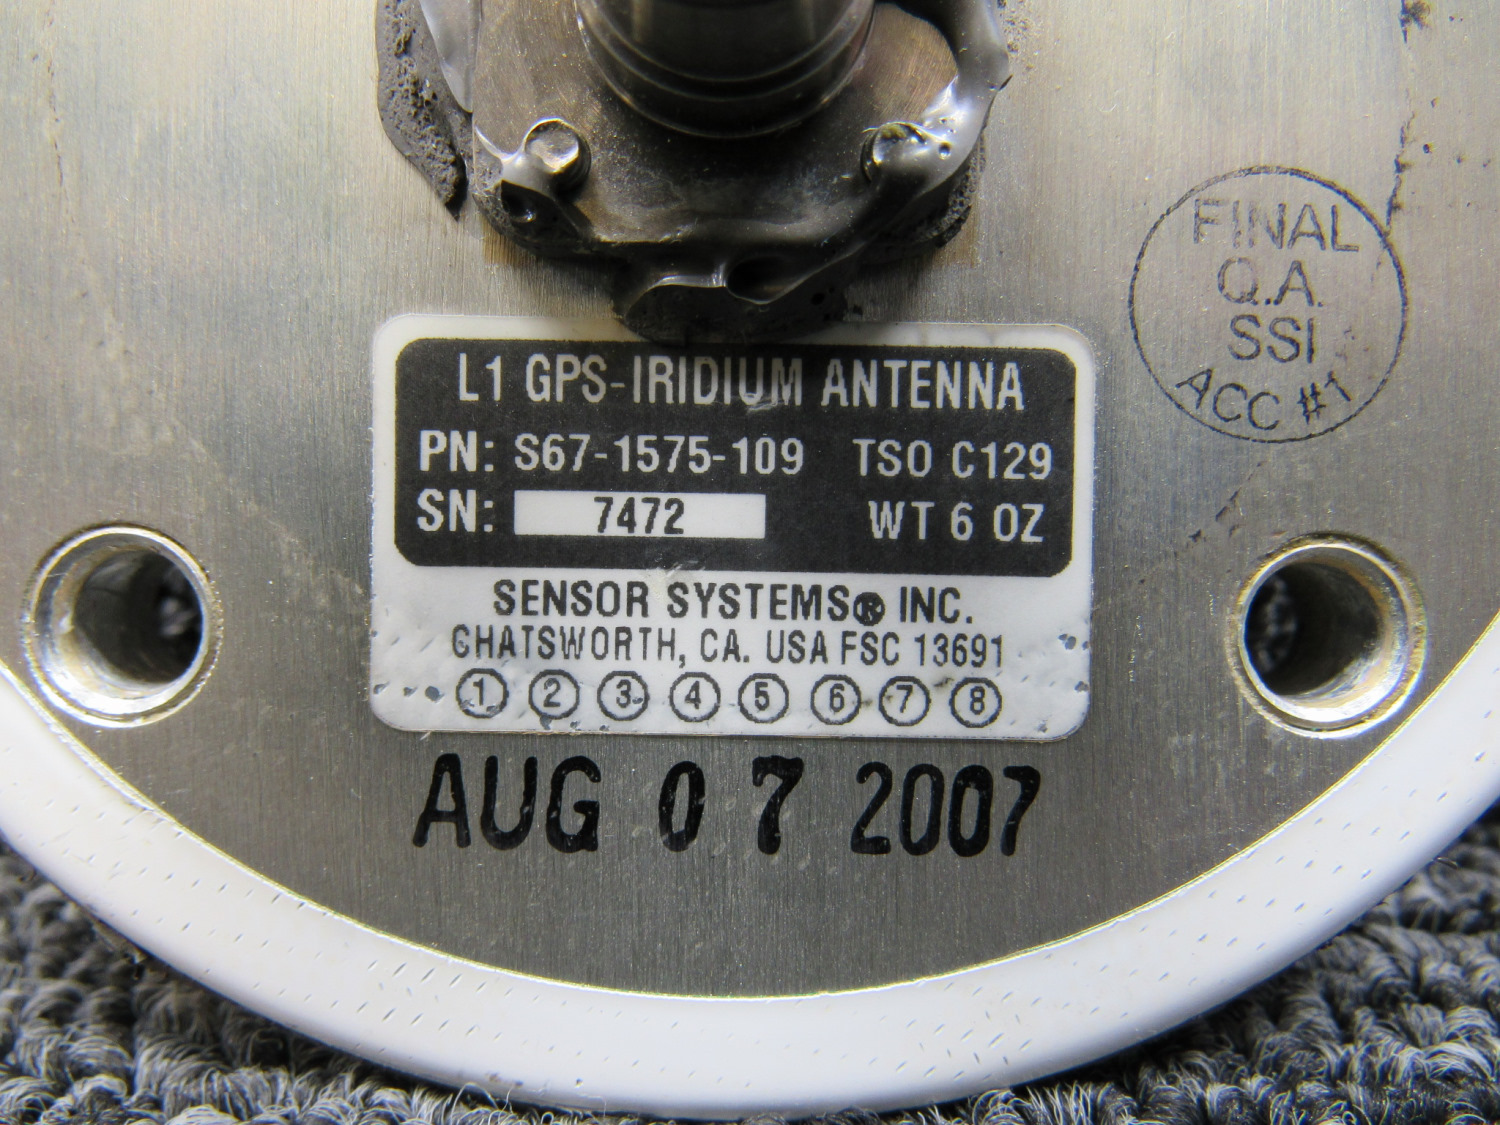 L1 GPS-IRIDIUM ANTENNA
PN: S67-1575-109 TSO C129
SN: 7472 WT 6 OZ
SENSOR SYSTEMS® INC.
CHATSWORTH, CA. USA FSC 13691
① ② ③ ④ ⑤ ⑥ ⑦ ⑧
AUG 07 2007
FINAL
Q.A.
SSI
ACC #1